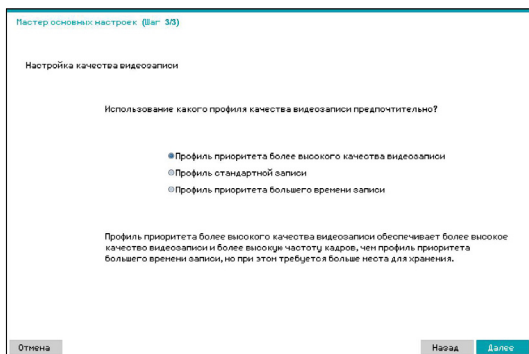 Мастер основных настроек (Шаг 3/3)
Настройка качества видеозаписи
Использование какого профиля качества видеозаписи предпочтительно?
Профиль приоритета более высокого качества видеозаписи
Профиль стандартной записи
Профиль приоритета большего времени записи
Профиль приоритета более высокого качества видеозаписи обеспечивает более высокое
качество видеозаписи и более высокую частоту кадров, чем профиль приоритета
большего времени записи, но при этом требуется больше места для хранения.
Отмена
Назад
Далее